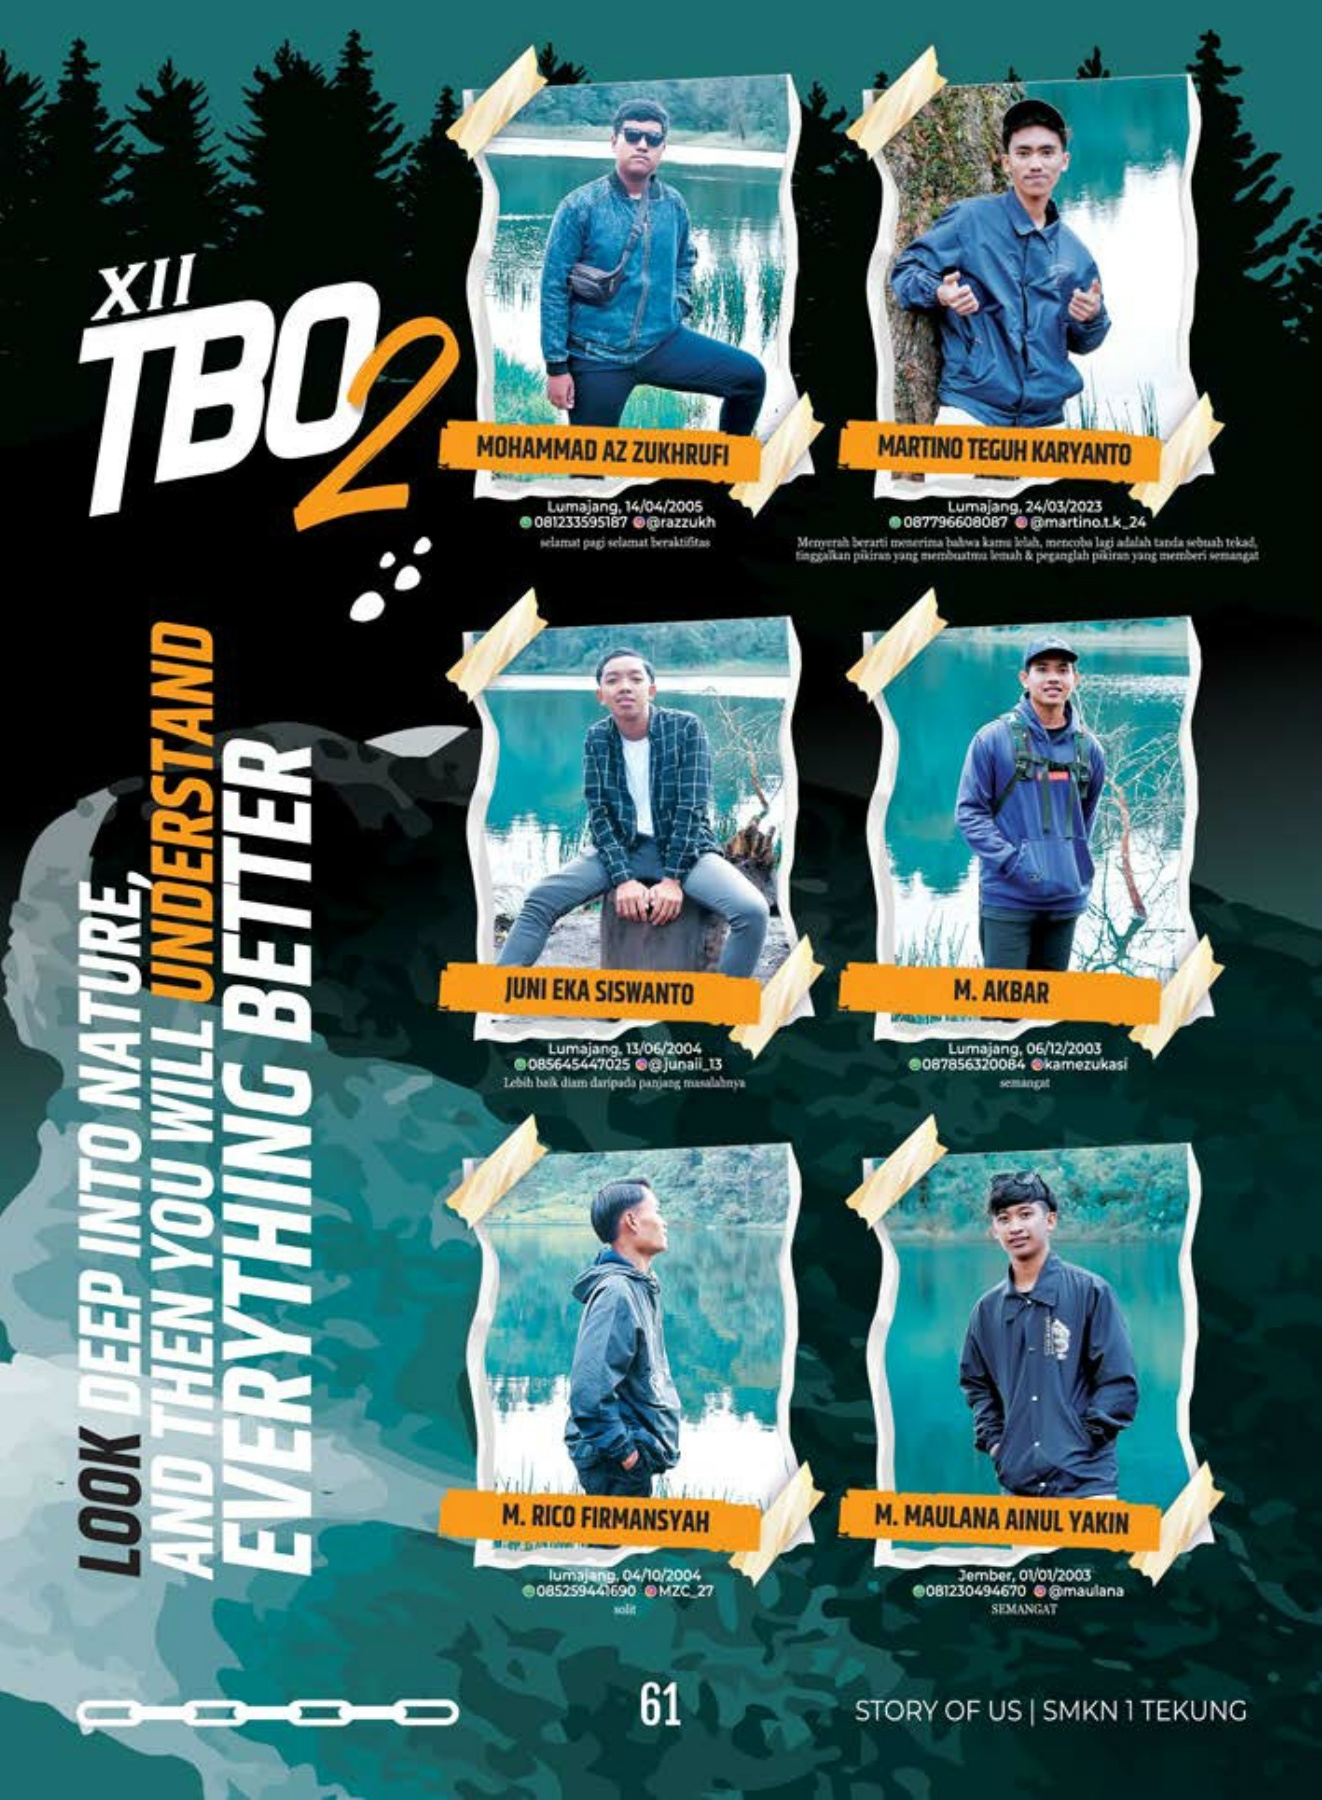 XII
TBO 2
LOOK DEEP INTO NATURE,
AND THEN YOU WILL UNDERSTAND
EVERYTHING BETTER
MOHAMMAD AZ ZUKHRUFI
Lumajang, 14/04/2005
081233595187 @razzukh
selamat pagi selamat beraktifitas
MARTINO TEGUH KARYANTO
Lumajang, 24/03/2023
087796608087 @martino.t.k_24
Menyerah berarti menerima bahwa kamu lelah, mencoba lagi adalah tanda sebuah tekad,
tinggalkan pikiran yang membuatmu lemah & peganglah pikiran yang memberi semangat
JUNI EKA SISWANTO
Lumajang, 13/06/2004
085645447025 @junaii_13
Lebih baik diam daripada panjang masalahnya
M. AKBAR
Lumajang, 06/12/2003
087856320084 @kamezukasi
semangat
M. RICO FIRMANSYAH
lumajang, 04/10/2004
085259441690 MZC_27
solit
M. MAULANA AINUL YAKIN
Jember, 01/01/2003
081230494670 @maulana
SEMANGAT
61
STORY OF US | SMKN 1 TEKUNG